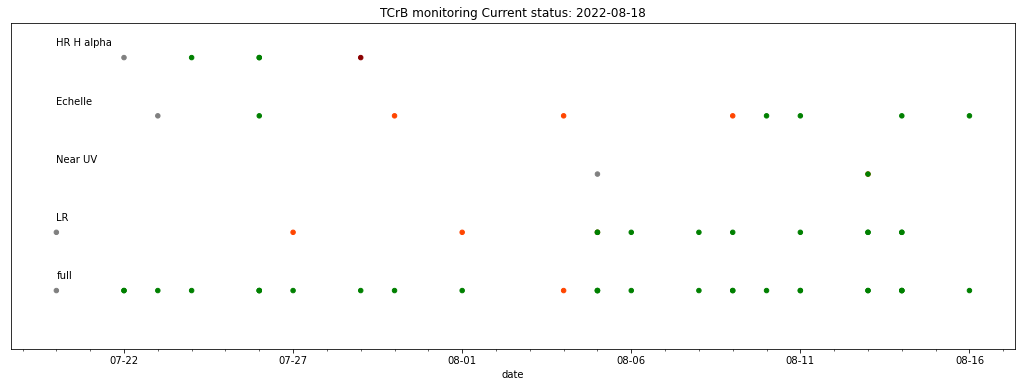 TCrB monitoring Current status: 2022-08-18
HR H alpha
Echelle
Near UV
LR
full
07-22 07-27 08-01 08-06 08-11 08-16
date